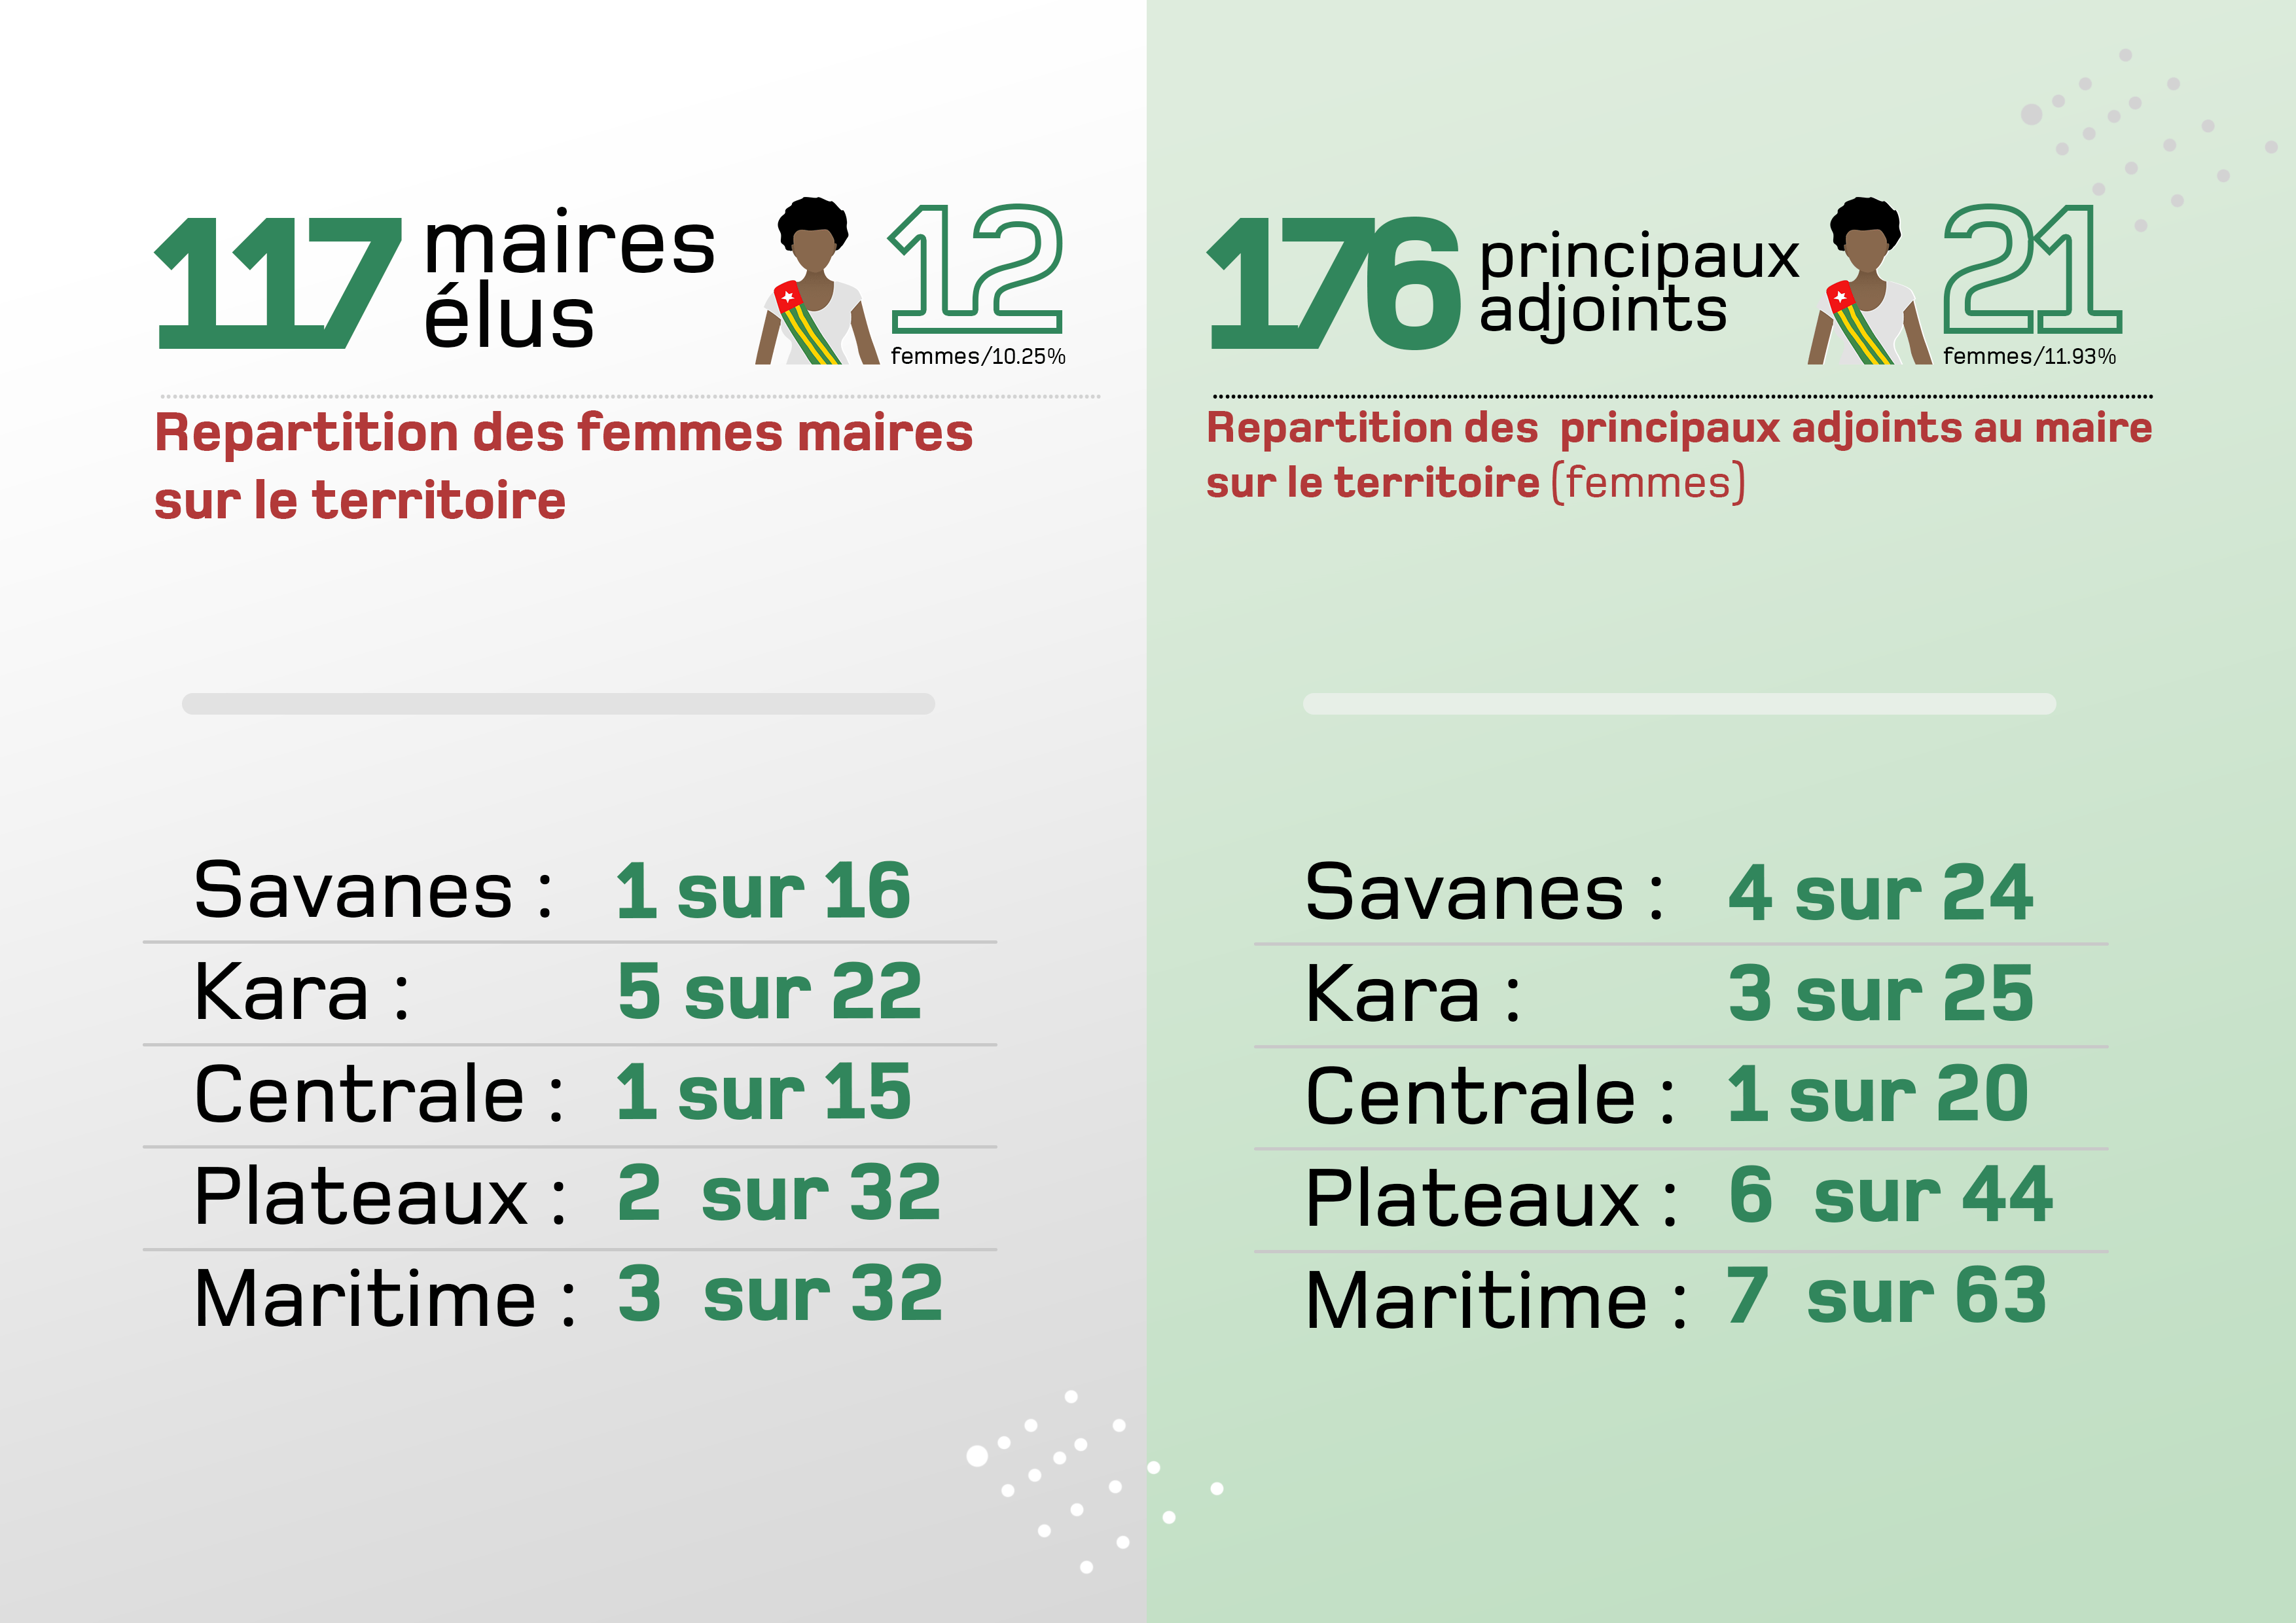 117 maires
élus
12
femmes/10.25%
Repartition des femmes maires
sur le territoire
Savanes : 1 sur 16
Kara : 5 sur 22
Centrale : 1 sur 15
Plateaux : 2 sur 32
Maritime : 3 sur 32
176 principaux
adjoints
21
femmes/11.93%
Repartition des principaux adjoints au maire
sur le territoire (femmes)
Savanes : 4 sur 24
Kara : 3 sur 25
Centrale : 1 sur 20
Plateaux : 6 sur 44
Maritime : 7 sur 63